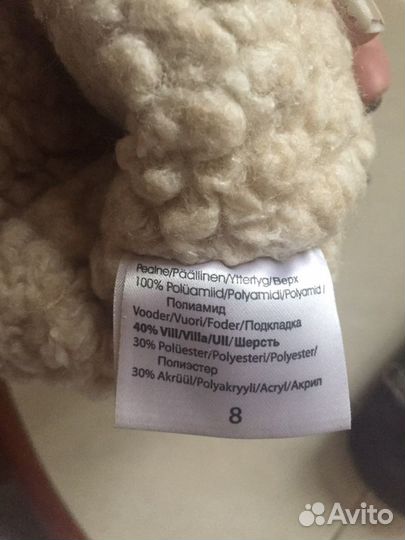 Pealne/Päällinen/Yttertyg/Верх
100% Polüamiid/Polyamidi/Polyamid/
Полиамид
Vooder/Vuori/Foder/Подкладка
40% Vill/Villa/Ull/Шерсть
30% Polüester/Polyesteri/Polyester/
Полиэстер
30% Akrüül/Polyakryyli/Acryl/Акрил
8
Avito